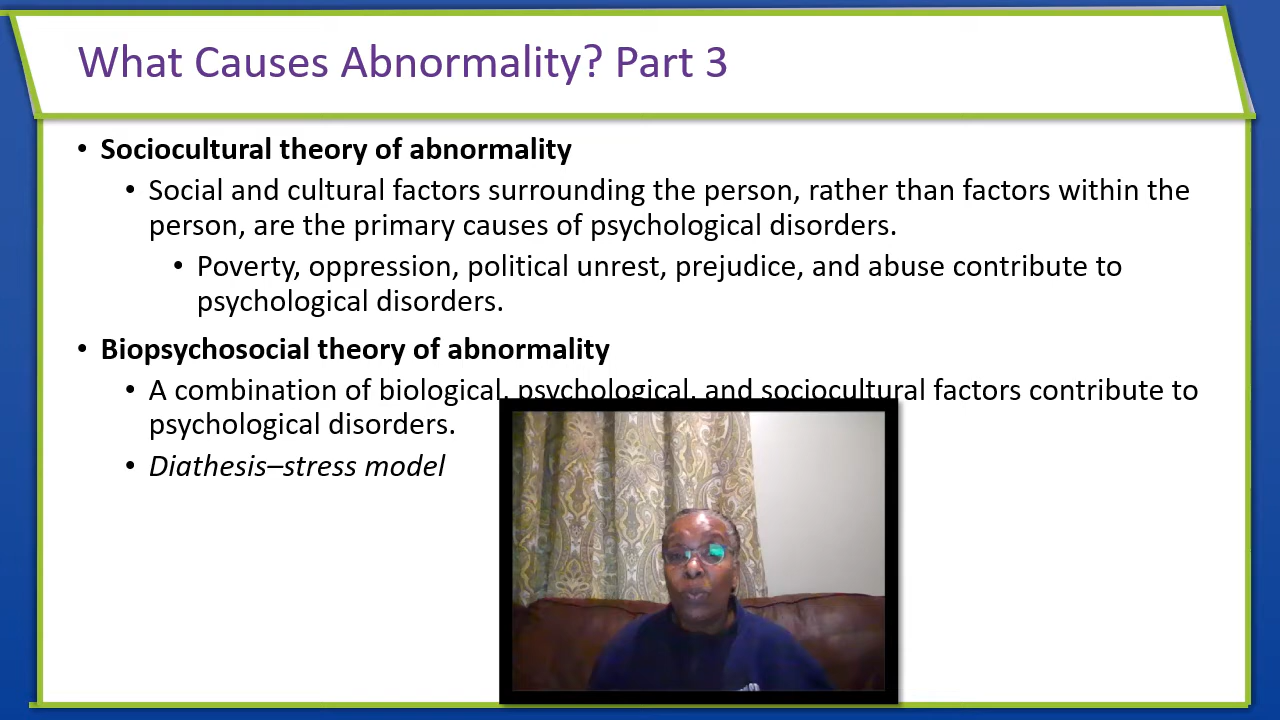 What Causes Abnormality? Part 3
• Sociocultural theory of abnormality
• Social and cultural factors surrounding the person, rather than factors within the
person, are the primary causes of psychological disorders.
• Poverty, oppression, political unrest, prejudice, and abuse contribute to
psychological disorders.
• Biopsychosocial theory of abnormality
• A combination of biological, psychological, and sociocultural factors contribute to
psychological disorders.
• Diathesis–stress model